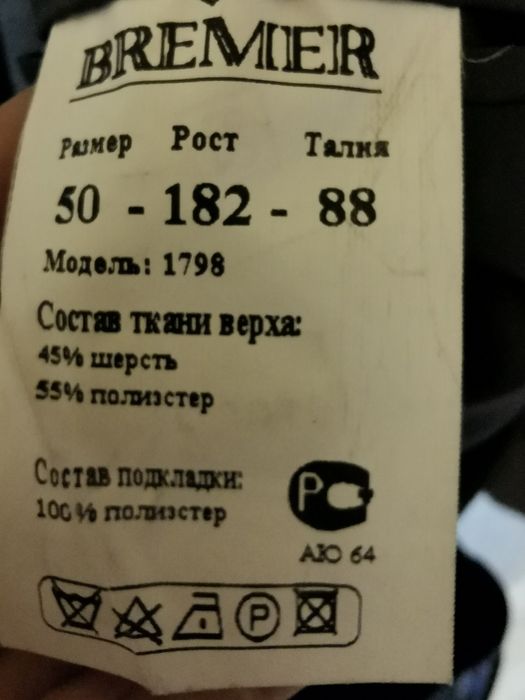 BREMER
Размер Рост Талия
50 - 182 - 88
Модель: 1798
Состав ткани верха:
45% шерсть
55% полиэстер
Состав подкладки:
100% полиэстер
АЮ 64
P